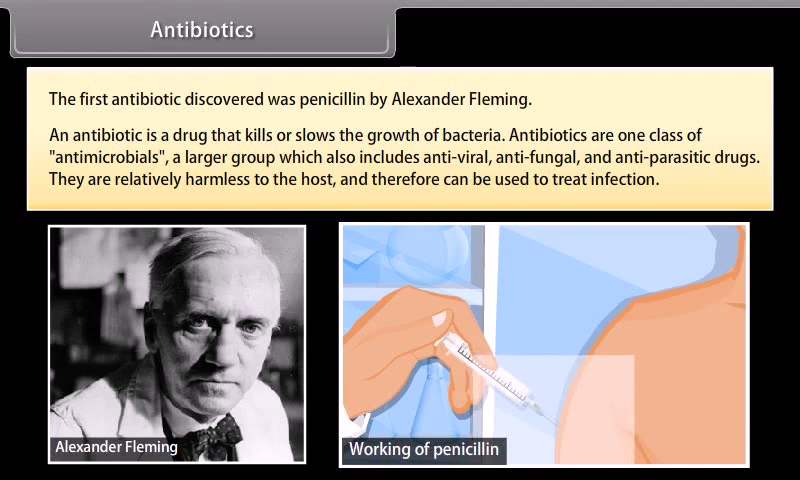 Antibiotics
The first antibiotic discovered was penicillin by Alexander Fleming.
An antibiotic is a drug that kills or slows the growth of bacteria. Antibiotics are one class of
"antimicrobials", a larger group which also includes anti-viral, anti-fungal, and anti-parasitic drugs.
They are relatively harmless to the host, and therefore can be used to treat infection.
Alexander Fleming
Working of penicillin